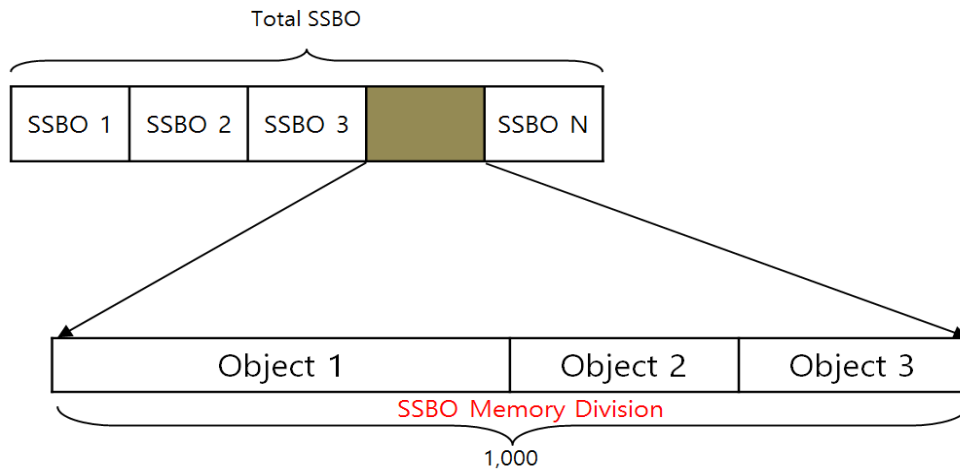 Total SSBO
SSBO 1 SSBO 2 SSBO 3 SSBO N
Object 1 Object 2 Object 3
SSBO Memory Division
1,000